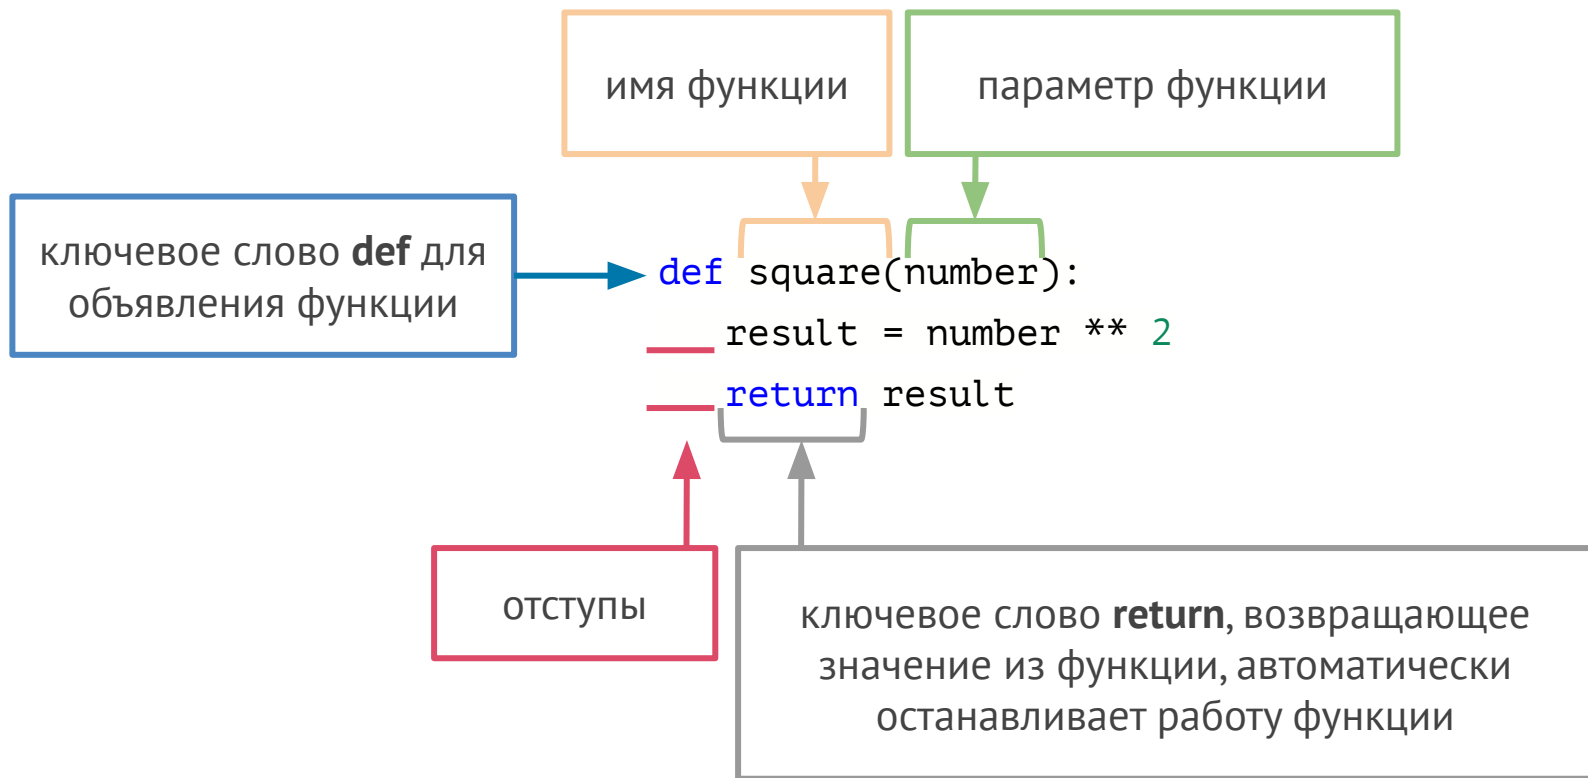 имя функции
параметр функции
ключевое слово def для
объявления функции
def square(number):
result = number ** 2
return result
отступы
ключевое слово return, возвращающее
значение из функции, автоматически
останавливает работу функции